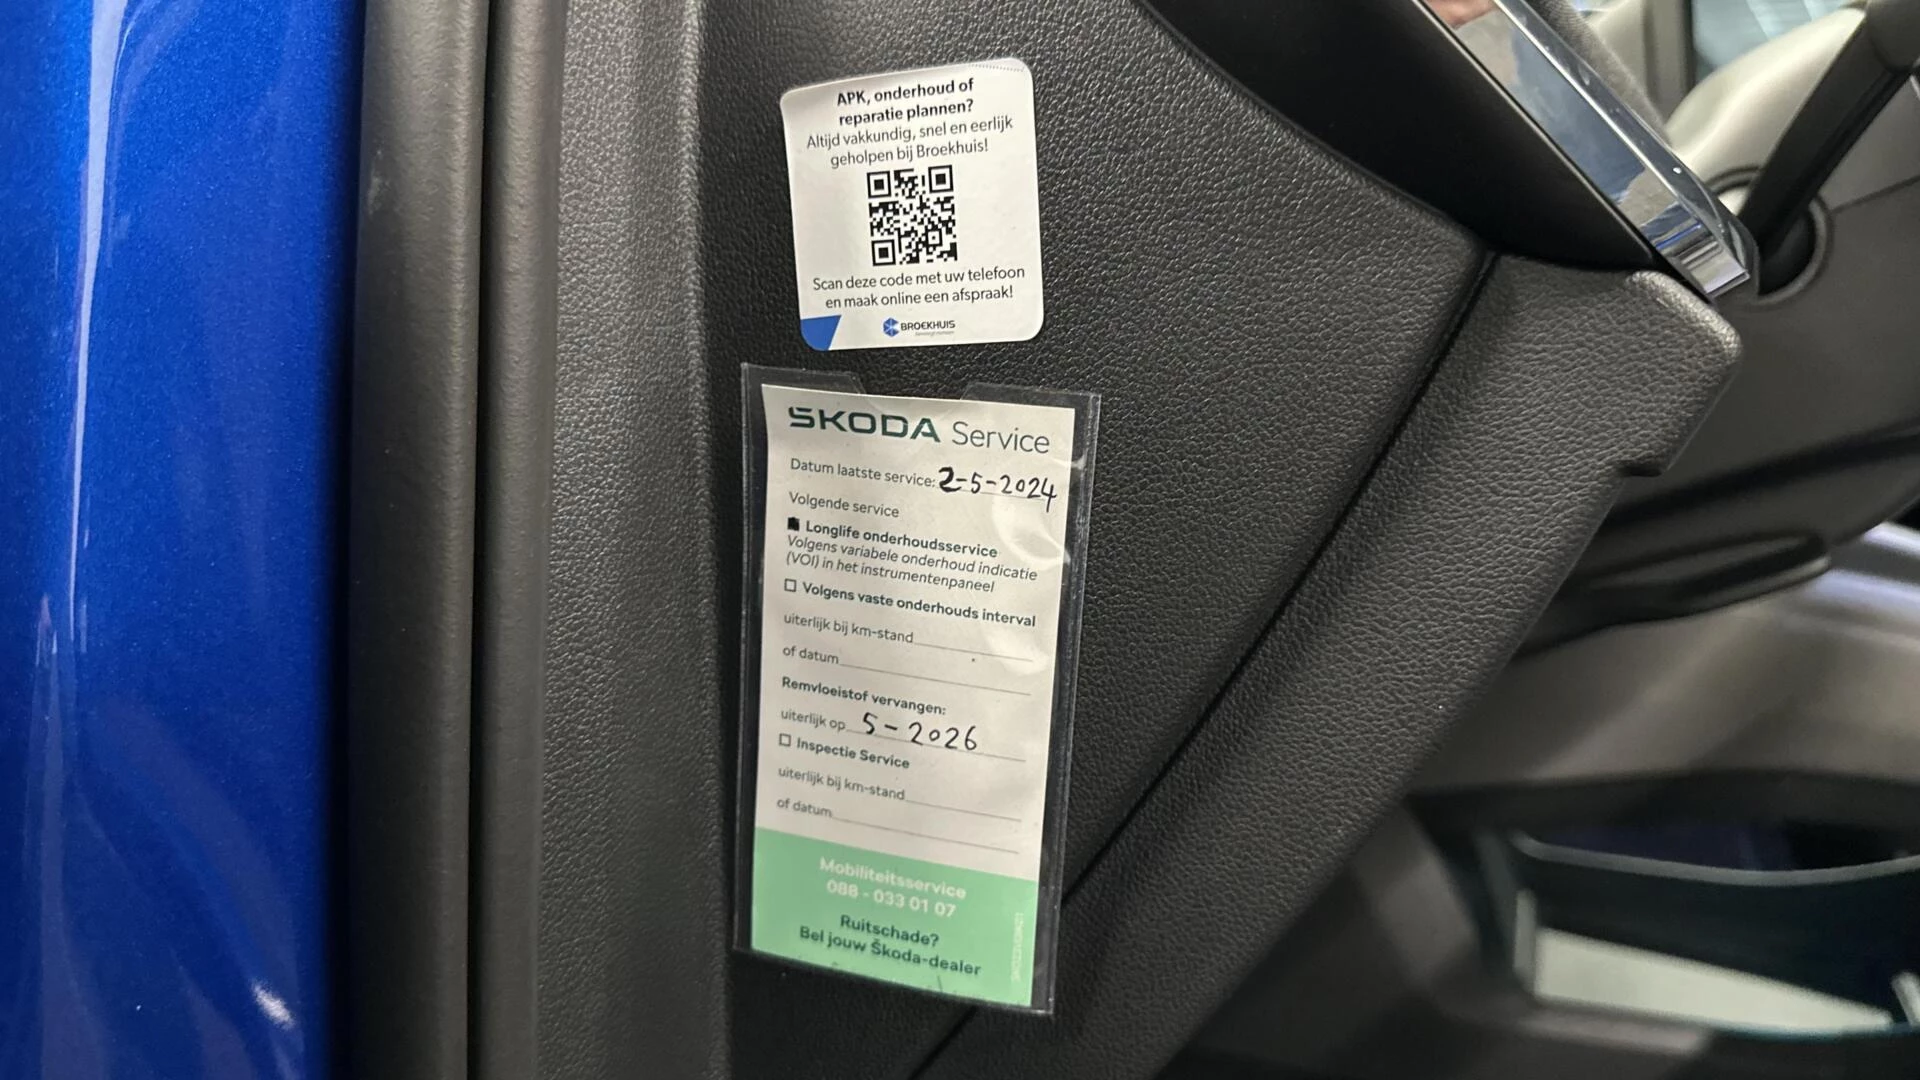 APK, onderhoud of
reparatie plannen?
Altijd vakkundig, snel en eerlijk
geholpen bij Broekhuis!
Scan deze code met uw telefoon
en maak online een afspraak!
BROEKHUIS
SKODA Service
Datum laatste service: 2-5-2024
Volgende service
Longlife onderhoudsservice
Volgens variabele onderhoud indicatie
(VOI) in het instrumentenpaneel
Volgens vaste onderhouds interval
uiterlijk bij km-stand
of datum
Remvloeistof vervangen:
uiterlijk op 5-2026
Inspectie Service
uiterlijk bij km-stand
of datum
Mobiliteitsservice
088 - 033 01 07
Ruitschade?
Bel jouw Škoda-dealer